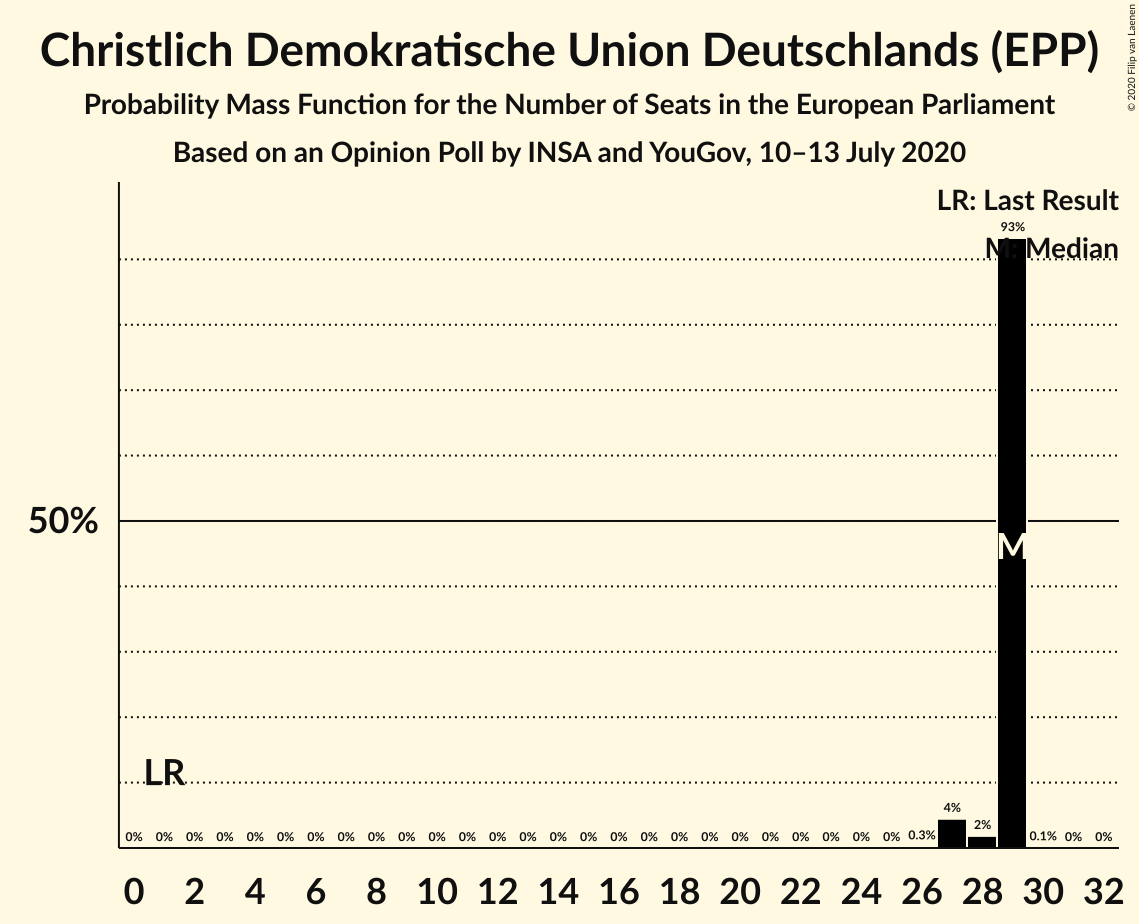 Christlich Demokratische Union Deutschlands (EPP)
Probability Mass Function for the Number of Seats in the European Parliament
Based on an Opinion Poll by INSA and YouGov, 10–13 July 2020
© 2020 Filip van Laenen
LR: Last Result
93%
M: Median
50%
M
LR
4%
2%
0% 0% 0% 0% 0% 0% 0% 0% 0% 0% 0% 0% 0% 0% 0% 0% 0% 0% 0% 0% 0% 0% 0% 0% 0% 0% 0.3% 0.1% 0% 0%
0 2 4 6 8 10 12 14 16 18 20 22 24 26 28 30 32